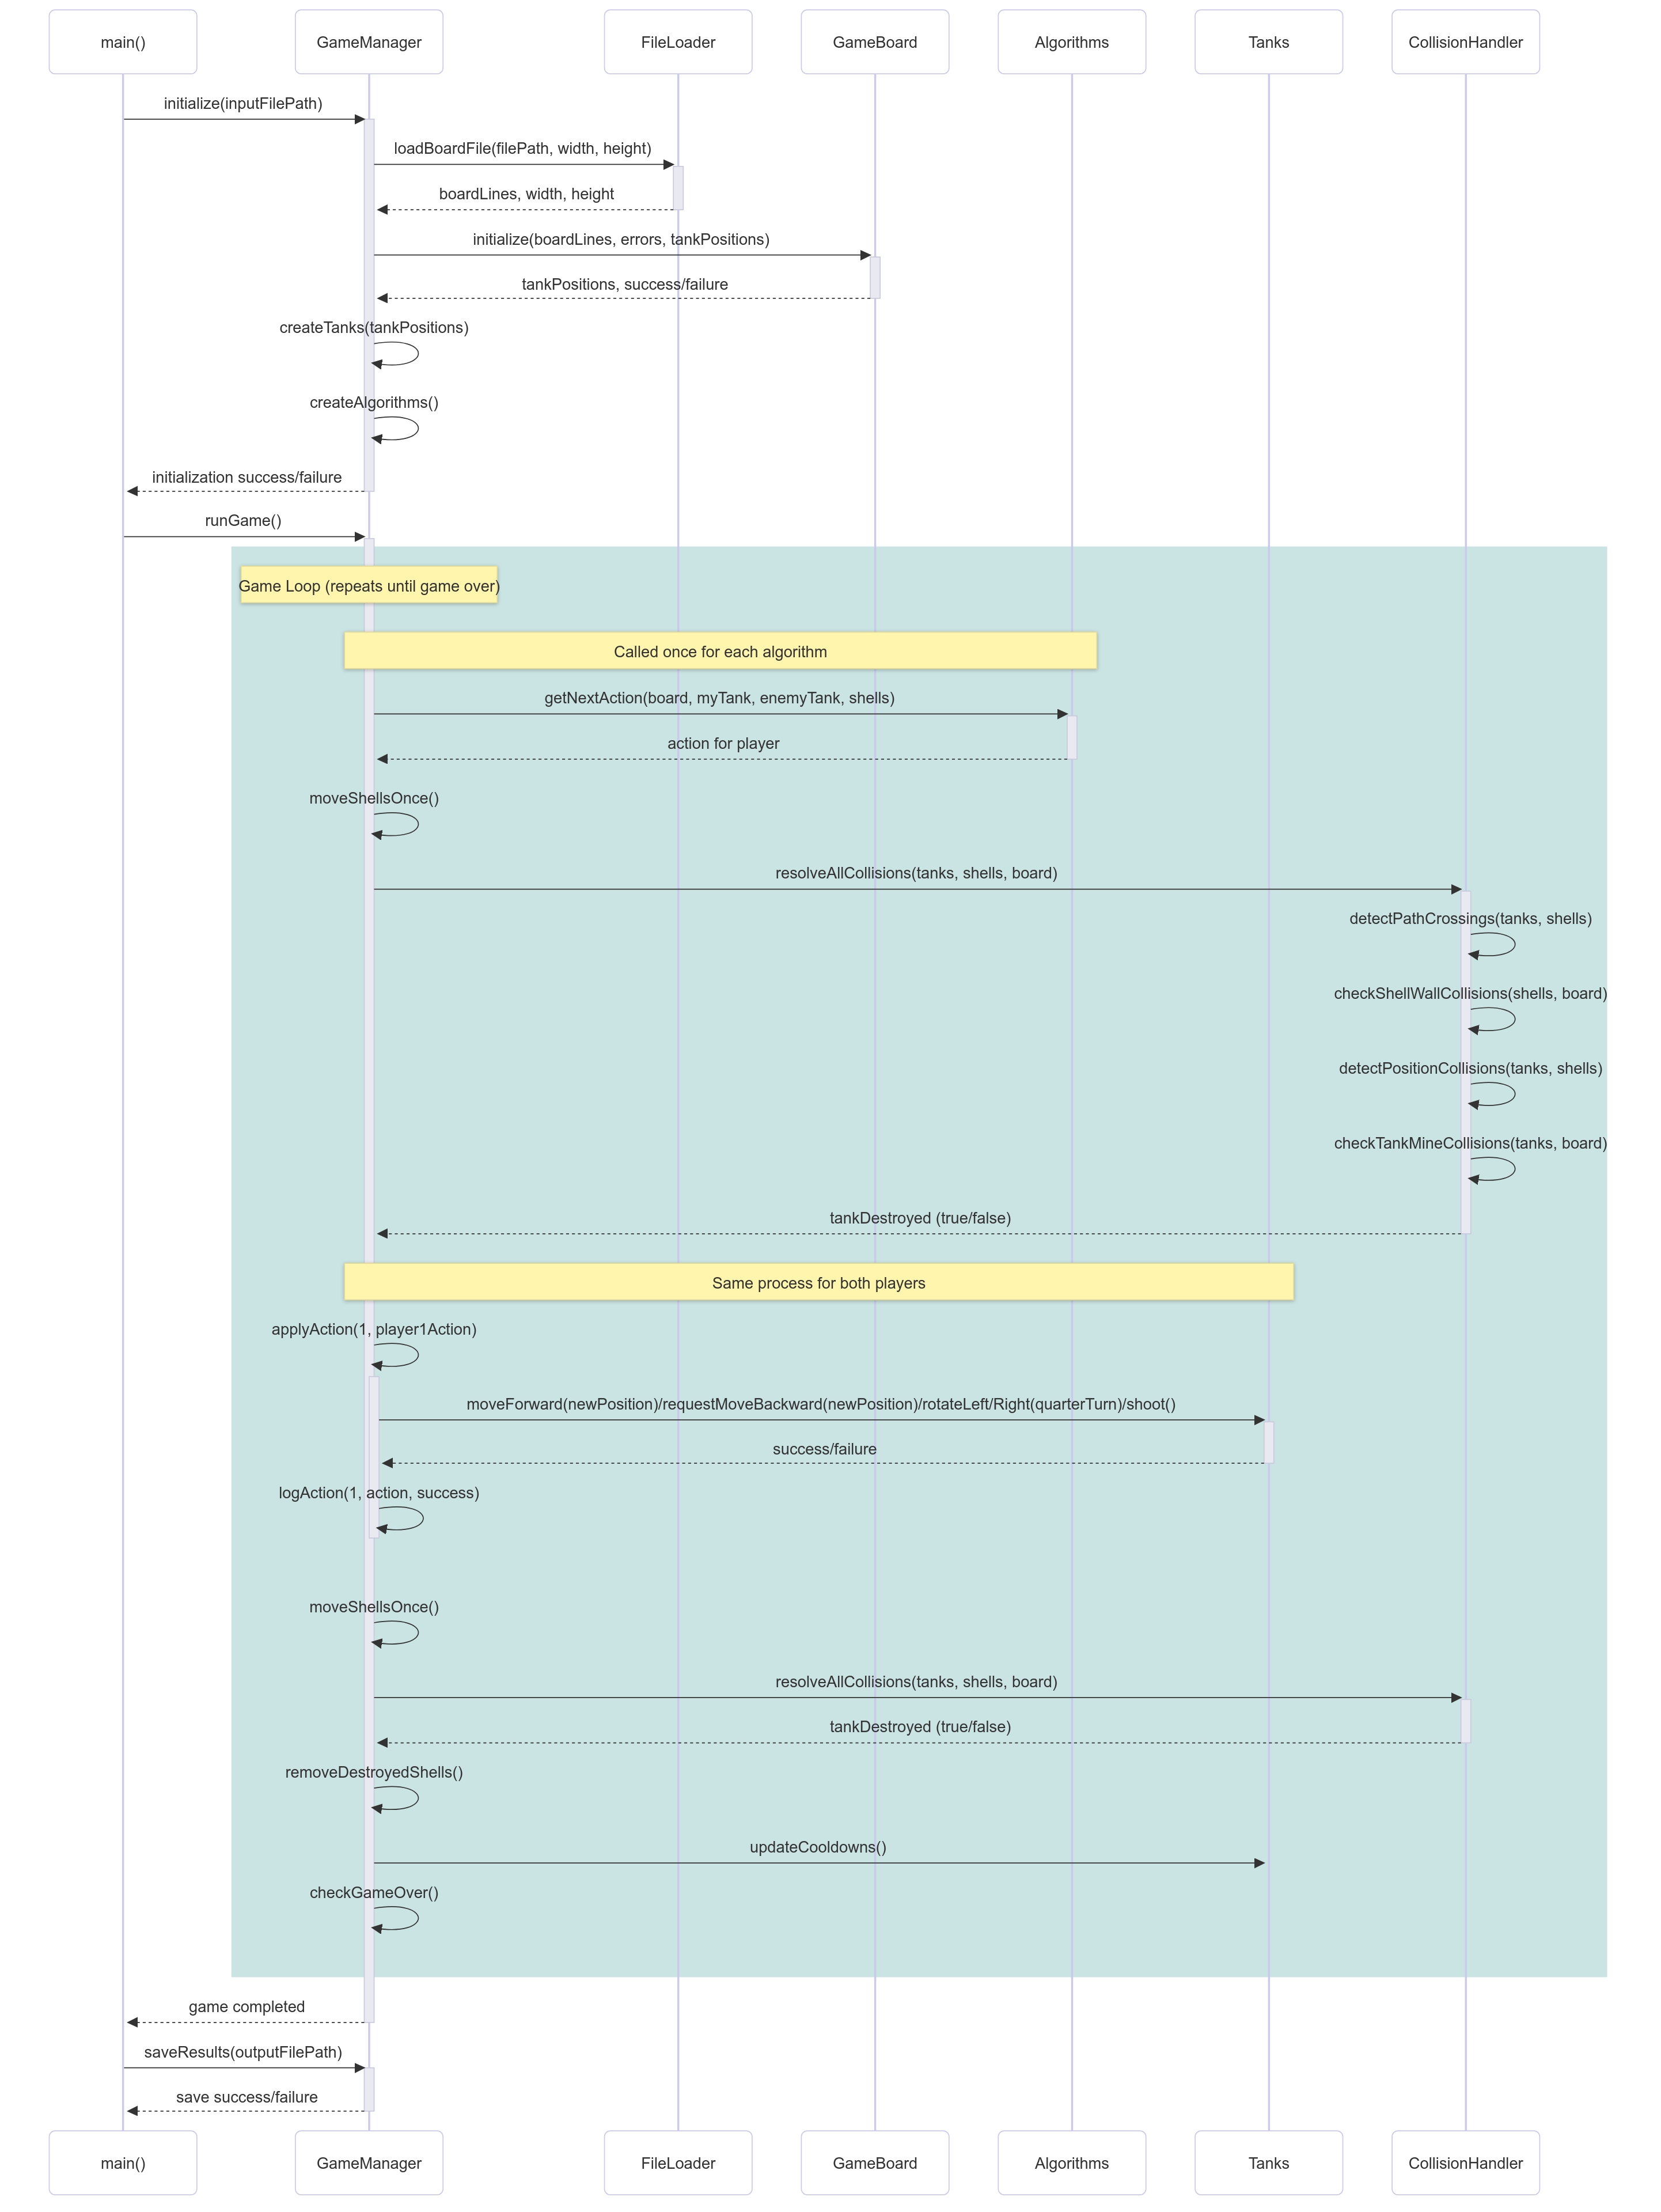 main()
GameManager
FileLoader
GameBoard
Algorithms
Tanks
CollisionHandler
initialize(inputFilePath)
loadBoardFile(filePath, width, height)
boardLines, width, height
initialize(boardLines, errors, tankPositions)
tankPositions, success/failure
createTanks(tankPositions)
createAlgorithms()
initialization success/failure
runGame()
Game Loop (repeats until game over)
Called once for each algorithm
getNextAction(board, myTank, enemyTank, shells)
action for player
moveShellsOnce()
resolveAllCollisions(tanks, shells, board)
detectPathCrossings(tanks, shells)
checkShellWallCollisions(shells, board)
detectPositionCollisions(tanks, shells)
checkTankMineCollisions(tanks, board)
tankDestroyed (true/false)
Same process for both players
applyAction(1, player1Action)
moveForward(newPosition)/requestMoveBackward(newPosition)/rotateLeft/Right(quarterTurn)/shoot()
success/failure
logAction(1, action, success)
moveShellsOnce()
resolveAllCollisions(tanks, shells, board)
tankDestroyed (true/false)
removeDestroyedShells()
updateCooldowns()
checkGameOver()
game completed
saveResults(outputFilePath)
save success/failure
main()
GameManager
FileLoader
GameBoard
Algorithms
Tanks
CollisionHandler